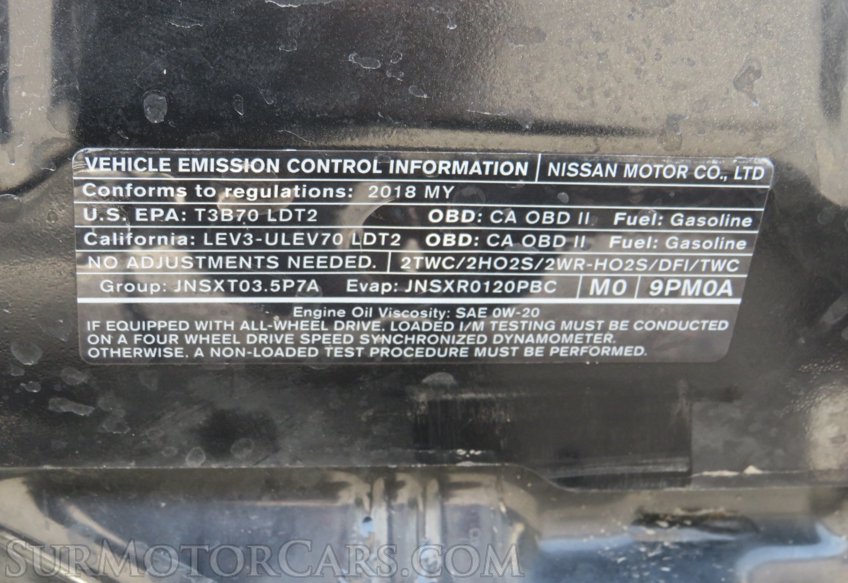 VEHICLE EMISSION CONTROL INFORMATION NISSAN MOTOR CO., LTD
Conforms to regulations: 2018 MY
U.S. EPA: T3B70 LDT2 OBD: CA OBD II Fuel: Gasoline
California: LEV3-ULEV70 LDT2 OBD: CA OBD II Fuel: Gasoline
NO ADJUSTMENTS NEEDED. 2TWC/2HO2S/2WR-HO2S/DFI/TWC
Group: JNSXT03.5P7A Evap: JNSXR0120PBC M0 9PM0A
Engine Oil Viscosity: SAE 0W-20
IF EQUIPPED WITH ALL-WHEEL DRIVE, LOADED I/M TESTING MUST BE CONDUCTED
ON A FOUR WHEEL DRIVE SPEED SYNCHRONIZED DYNAMOMETER.
OTHERWISE, A NON-LOADED TEST PROCEDURE MUST BE PERFORMED.
SurMotorCars.com